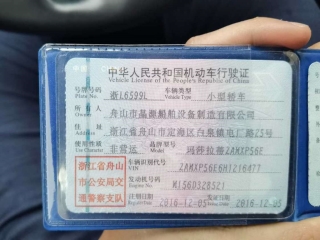 中华人民共和国机动车行驶证
Vehicle License of the People's Republic of China
号牌号码 浙L6S99L 车辆类型 小型轿车
Plate No. Vehicle Type
所有人 舟山市晶源船舶设备制造有限公司
Owner
住址 浙江省舟山市定海区白泉镇电厂路25号
Address
使用性质 非营运 品牌型号 玛莎拉蒂ZAMXPS6E
Use Character Model
浙江省舟山
市公安局交
通警察支队
车辆识别代号 ZAMXPS6E6H1216477
VIN
发动机号码 M156D328521
Engine No.
注册日期 2016-12-05 发证日期 2016-12-05
Register Date Issue Date